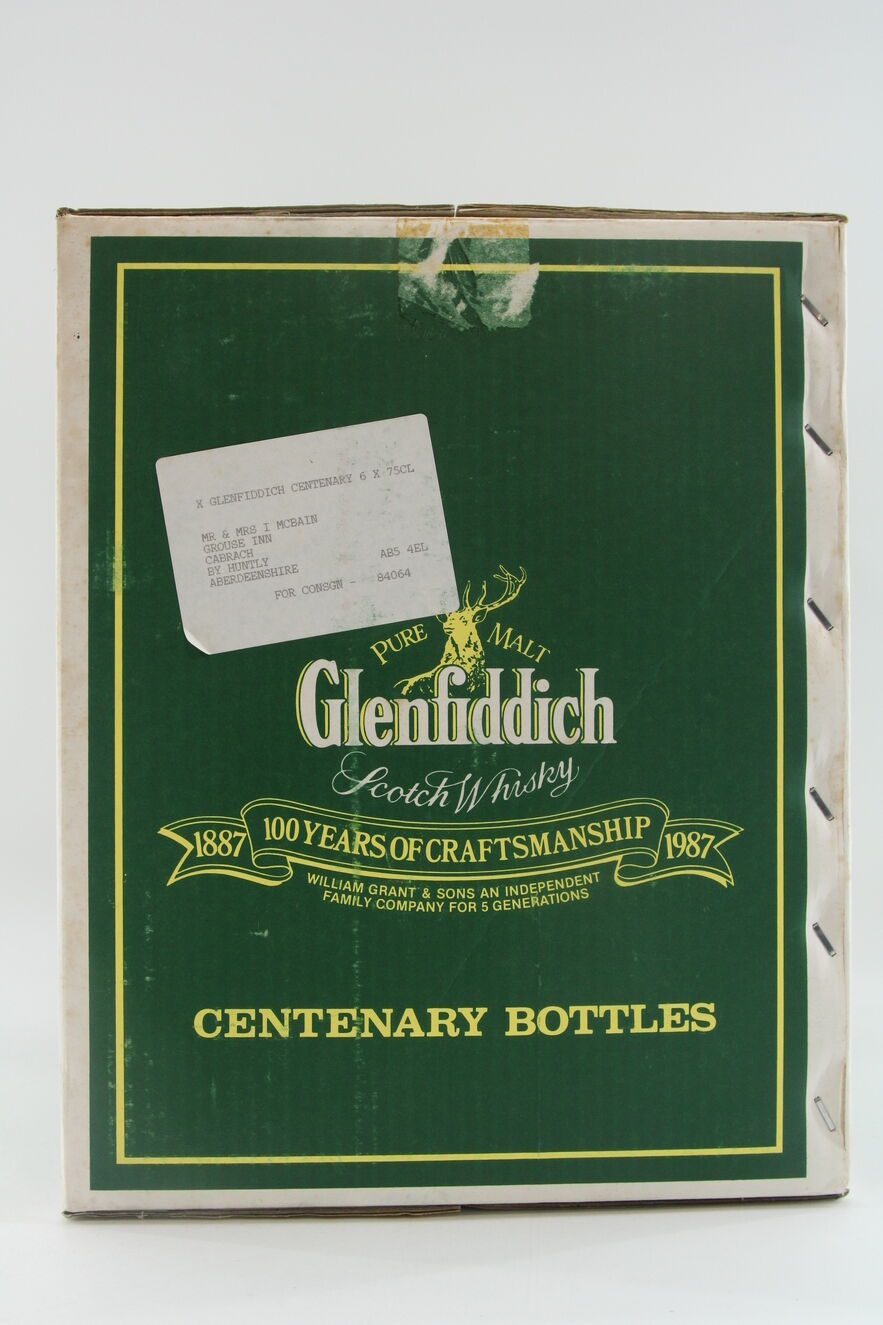 X GLENFIDDICH CENTENARY 6 X 75CL
MR & MRS I MCBAIN
GROUSE INN
CABRACH
BY HUNTLY AB5 4EL
ABERDEENSHIRE
FOR CONSGN - 84064
PURE MALT
Glenfiddich
Scotch Whisky
1887 100 YEARS OF CRAFTSMANSHIP 1987
WILLIAM GRANT & SONS AN INDEPENDENT
FAMILY COMPANY FOR 5 GENERATIONS
CENTENARY BOTTLES